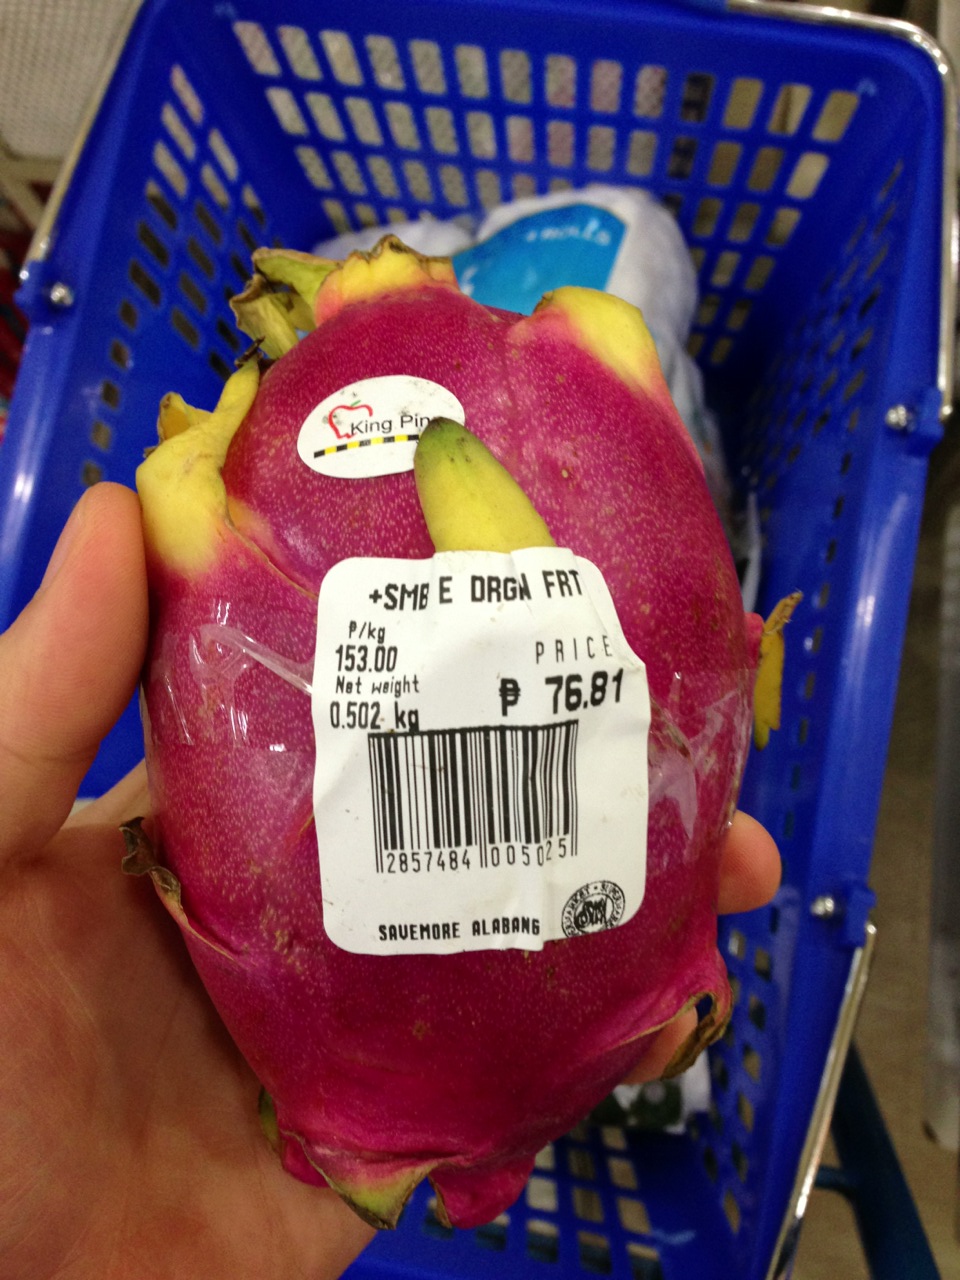 King Pin
+SMB E DRGN FRT
₱/kg
153.00
PRICE
Net weight
₱ 76.81
0.502 kg
2857484 005025
SAVEMORE ALABANG